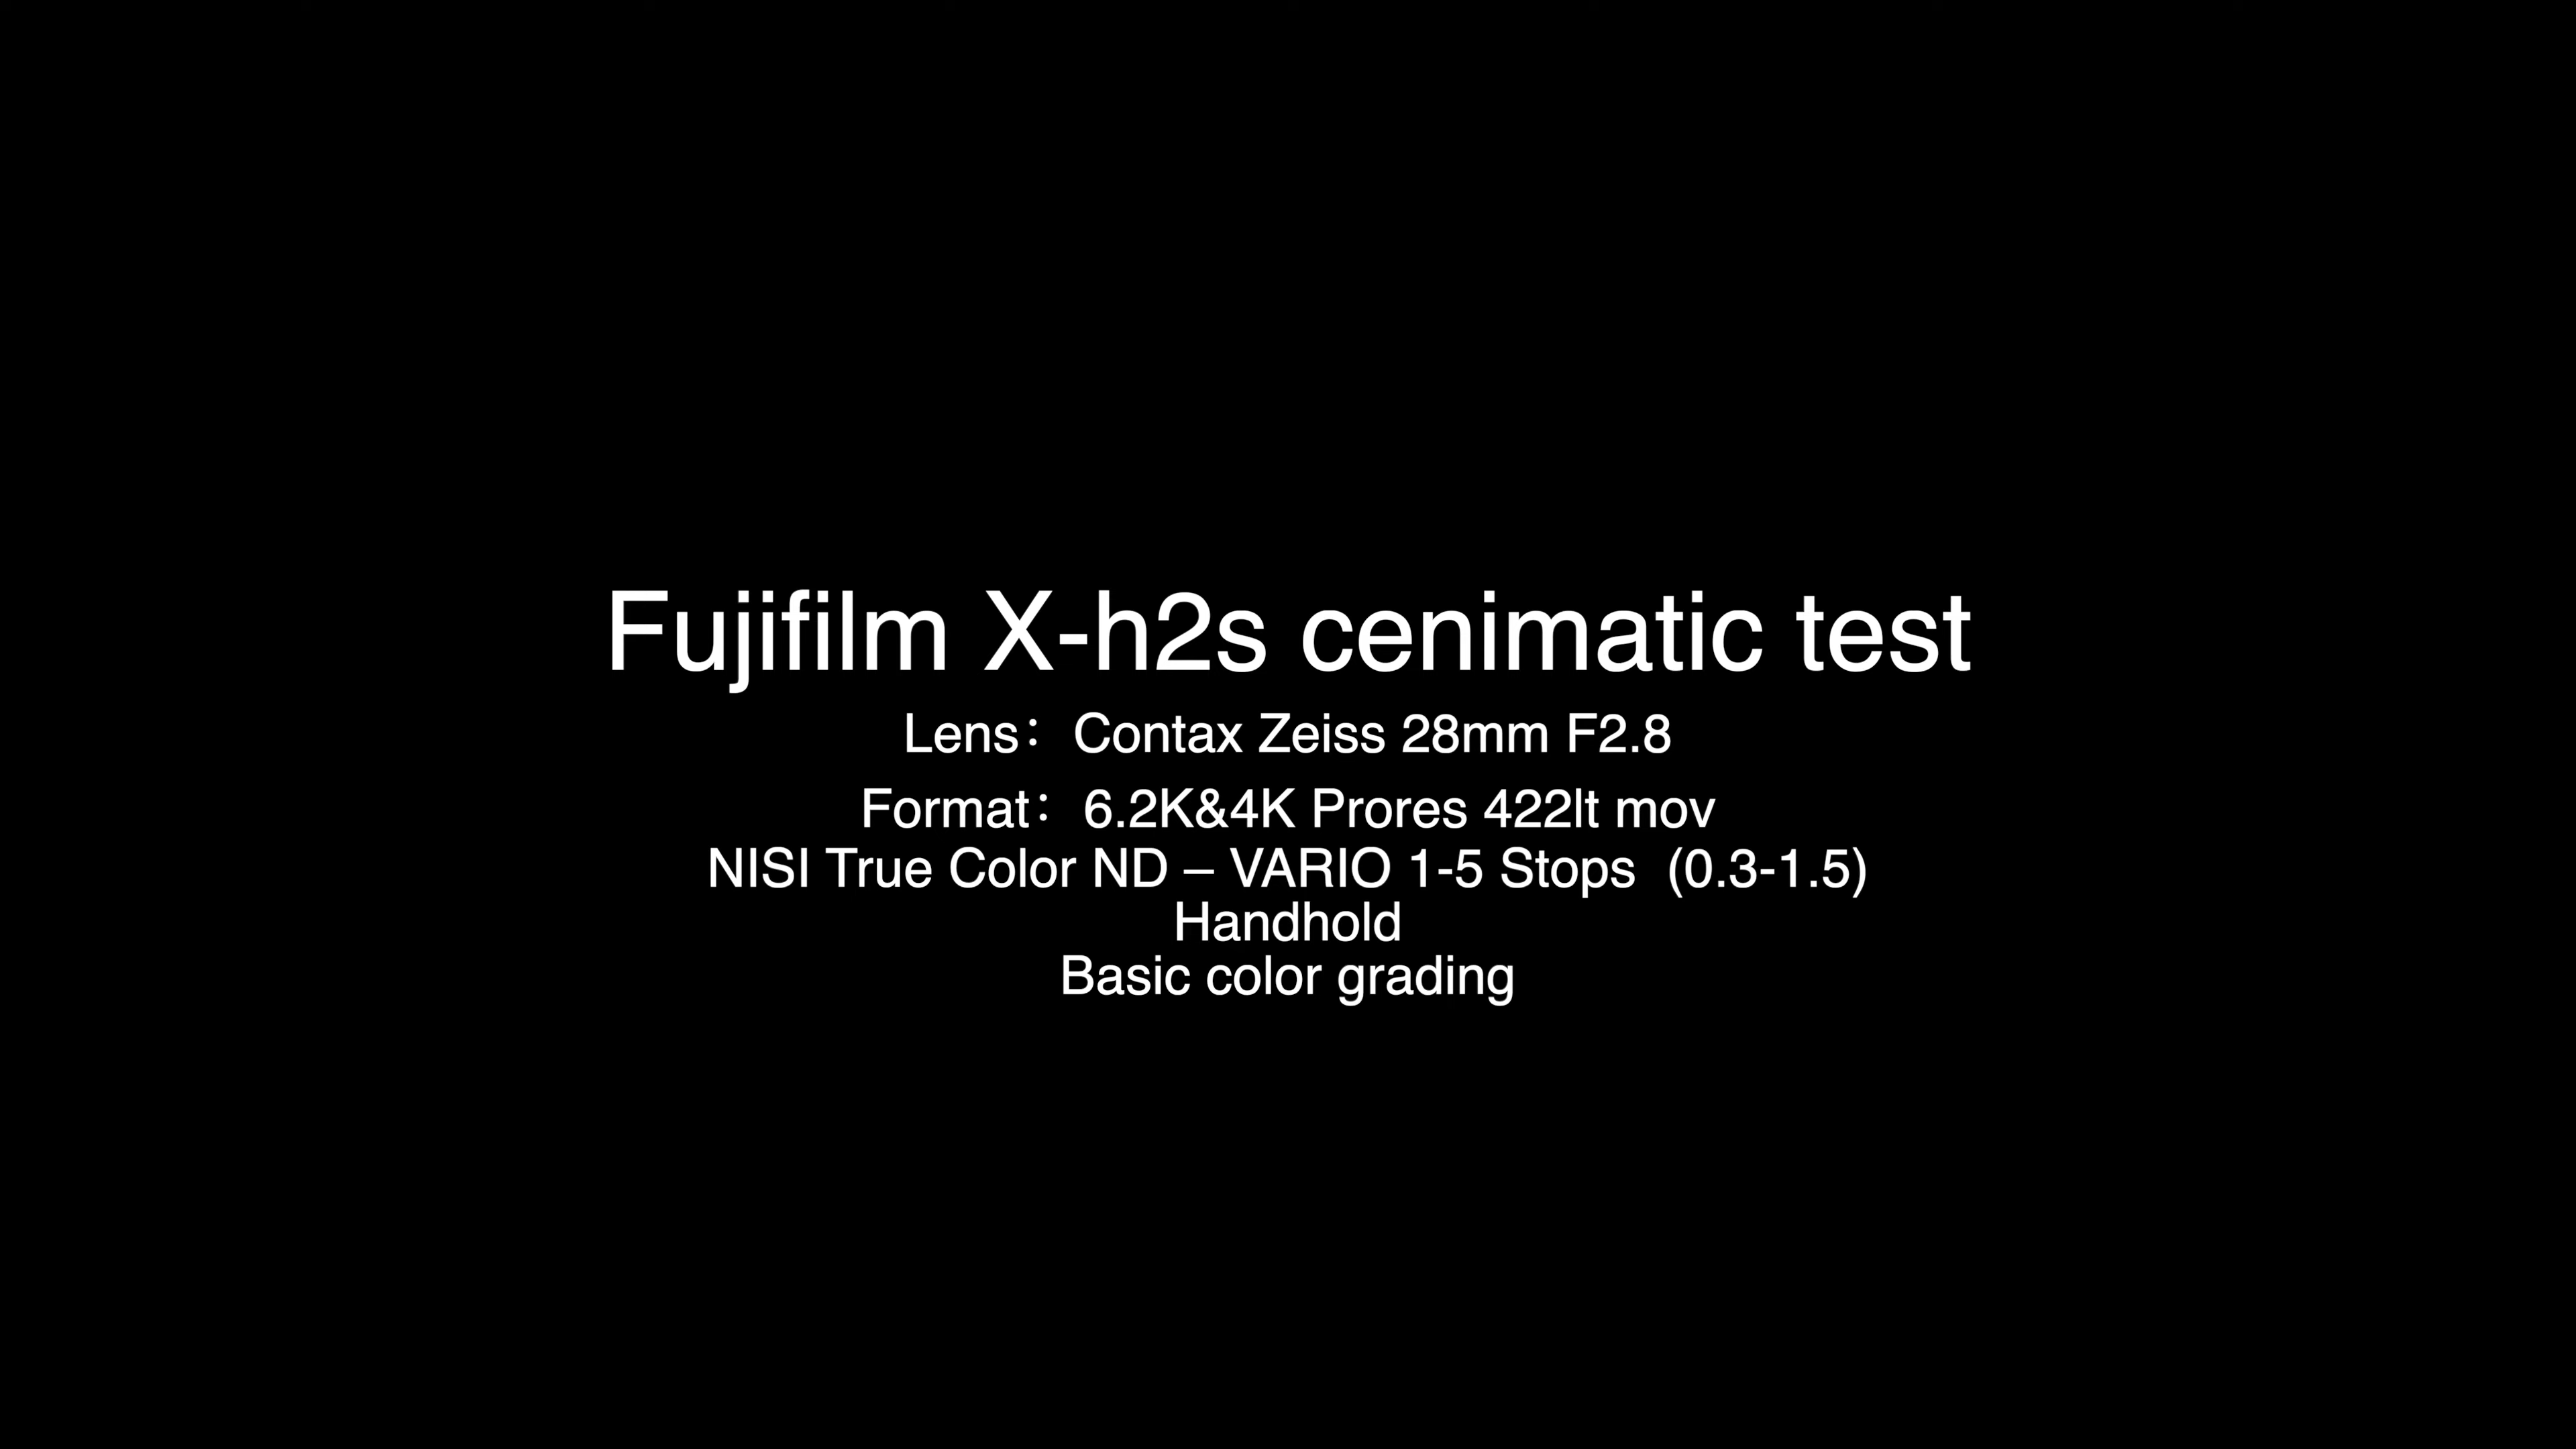 Fujifilm X-h2s cenimatic test
Lens：Contax Zeiss 28mm F2.8
Format：6.2K&4K Prores 422lt mov
NISI True Color ND – VARIO 1-5 Stops  (0.3-1.5)
Handhold
Basic color grading